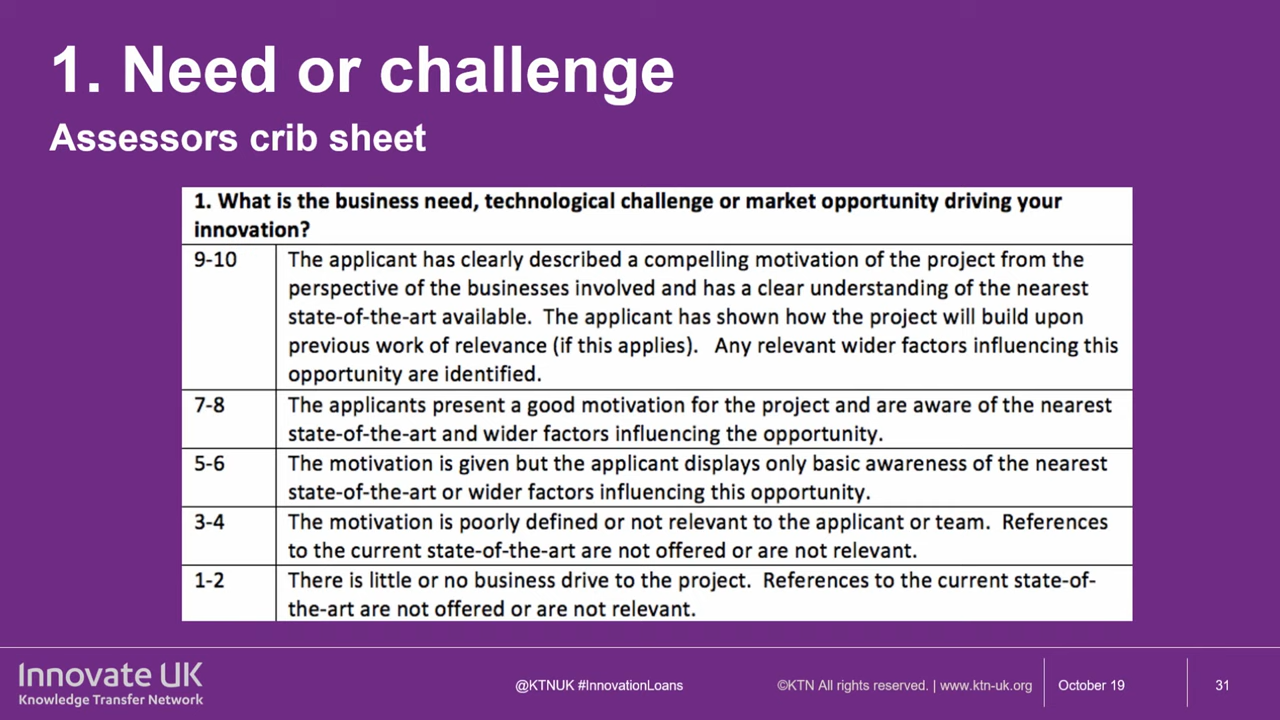 1. Need or challenge
Assessors crib sheet
1. What is the business need, technological challenge or market opportunity driving your
innovation?
9-10
The applicant has clearly described a compelling motivation of the project from the
perspective of the businesses involved and has a clear understanding of the nearest
state-of-the-art available. The applicant has shown how the project will build upon
previous work of relevance (if this applies). Any relevant wider factors influencing this
opportunity are identified.
7-8
The applicants present a good motivation for the project and are aware of the nearest
state-of-the-art and wider factors influencing the opportunity.
5-6
The motivation is given but the applicant displays only basic awareness of the nearest
state-of-the-art or wider factors influencing this opportunity.
3-4
The motivation is poorly defined or not relevant to the applicant or team. References
to the current state-of-the-art are not offered or are not relevant.
1-2
There is little or no business drive to the project. References to the current state-of-
the-art are not offered or are not relevant.
Innovate UK
Knowledge Transfer Network
@KTNUK #InnovationLoans
©KTN All rights reserved. | www.ktn-uk.org
October 19
31